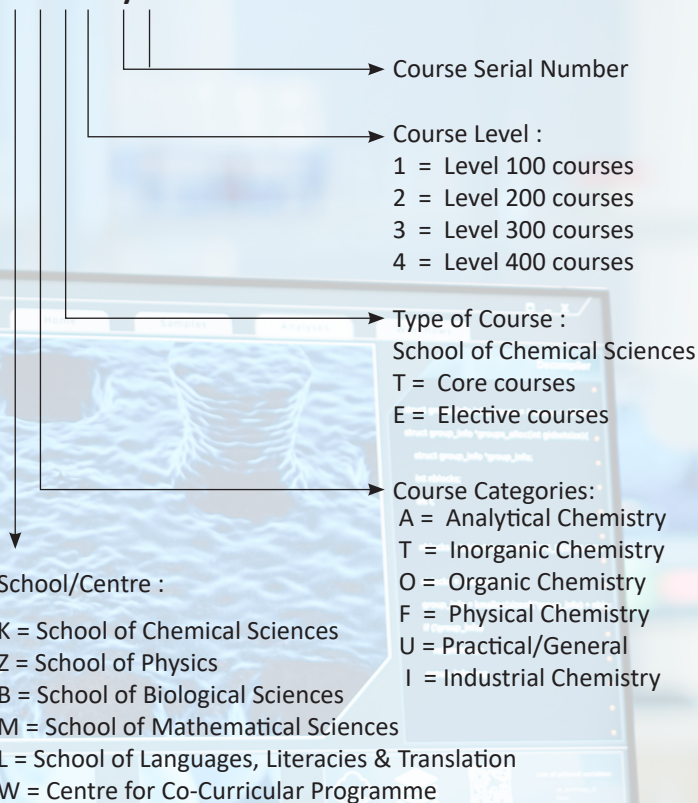 Course Serial Number
Course Level :
1 = Level 100 courses
2 = Level 200 courses
3 = Level 300 courses
4 = Level 400 courses
Type of Course :
School of Chemical Sciences
T = Core courses
E = Elective courses
Course Categories:
A = Analytical Chemistry
T = Inorganic Chemistry
O = Organic Chemistry
F = Physical Chemistry
U = Practical/General
I = Industrial Chemistry
School/Centre :
K = School of Chemical Sciences
Z = School of Physics
B = School of Biological Sciences
M = School of Mathematical Sciences
L = School of Languages, Literacies & Translation
W = Centre for Co-Curricular Programme
Home
Samples
Analyses